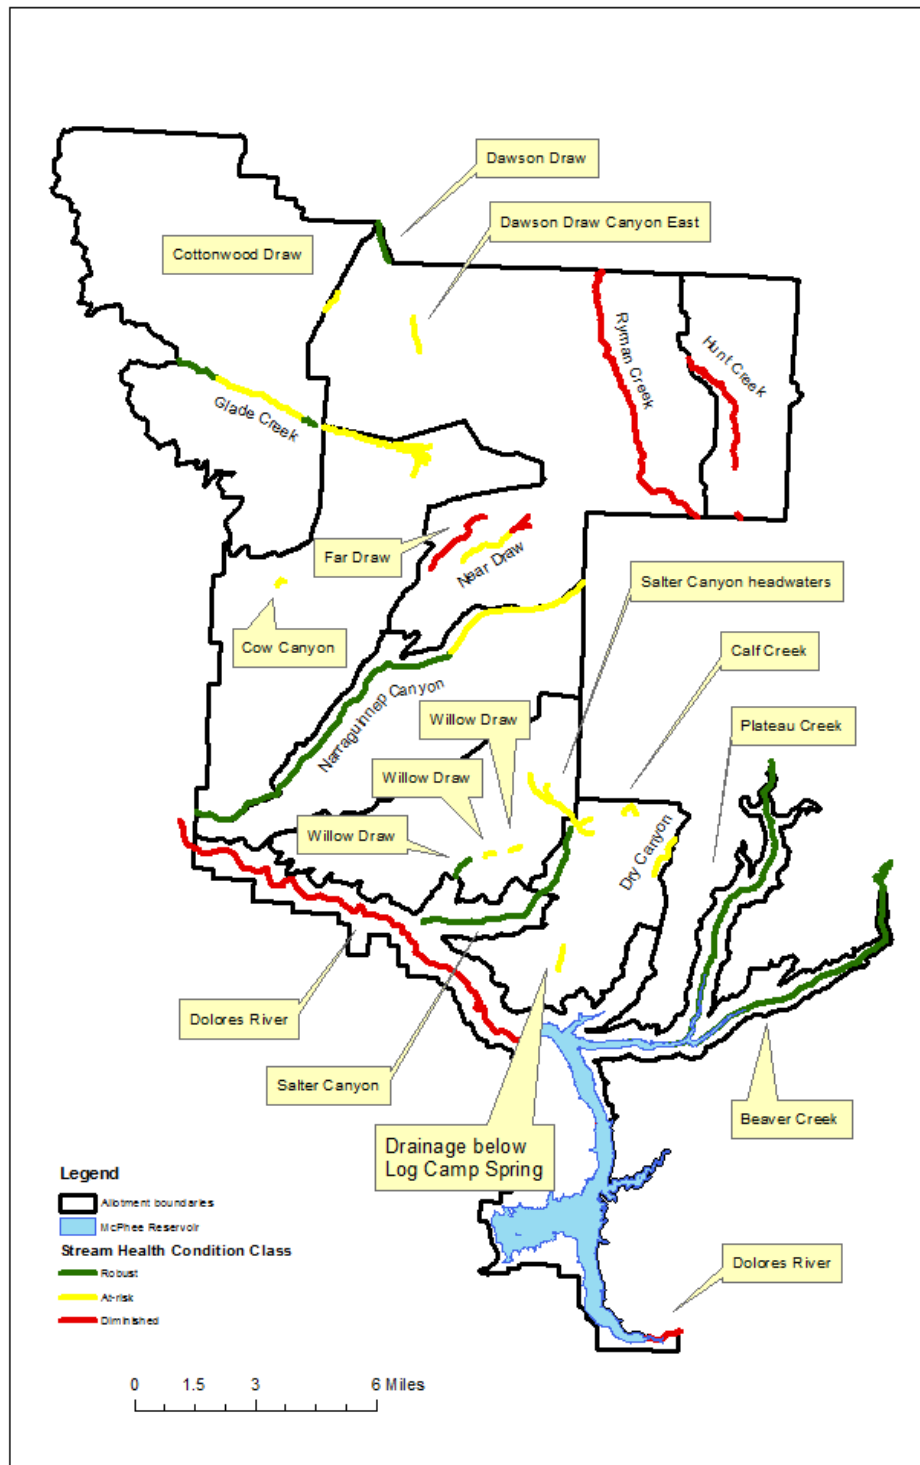 Dawson Draw
Dawson Draw Canyon East
Cottonwood Draw
Ryman Creek
Hunt Creek
Glade Creek
Far Draw
Near Draw
Salter Canyon headwaters
Cow Canyon
Calf Creek
Narraguinnep Canyon
Willow Draw
Plateau Creek
Willow Draw
Willow Draw
Dry Canyon
Dolores River
Salter Canyon
Beaver Creek
Drainage below
Log Camp Spring
Legend
Allotment boundaries
McPhee Reservoir
Stream Health Condition Class
Robust
At-risk
Diminished
Dolores River
0 1.5 3 6 Miles